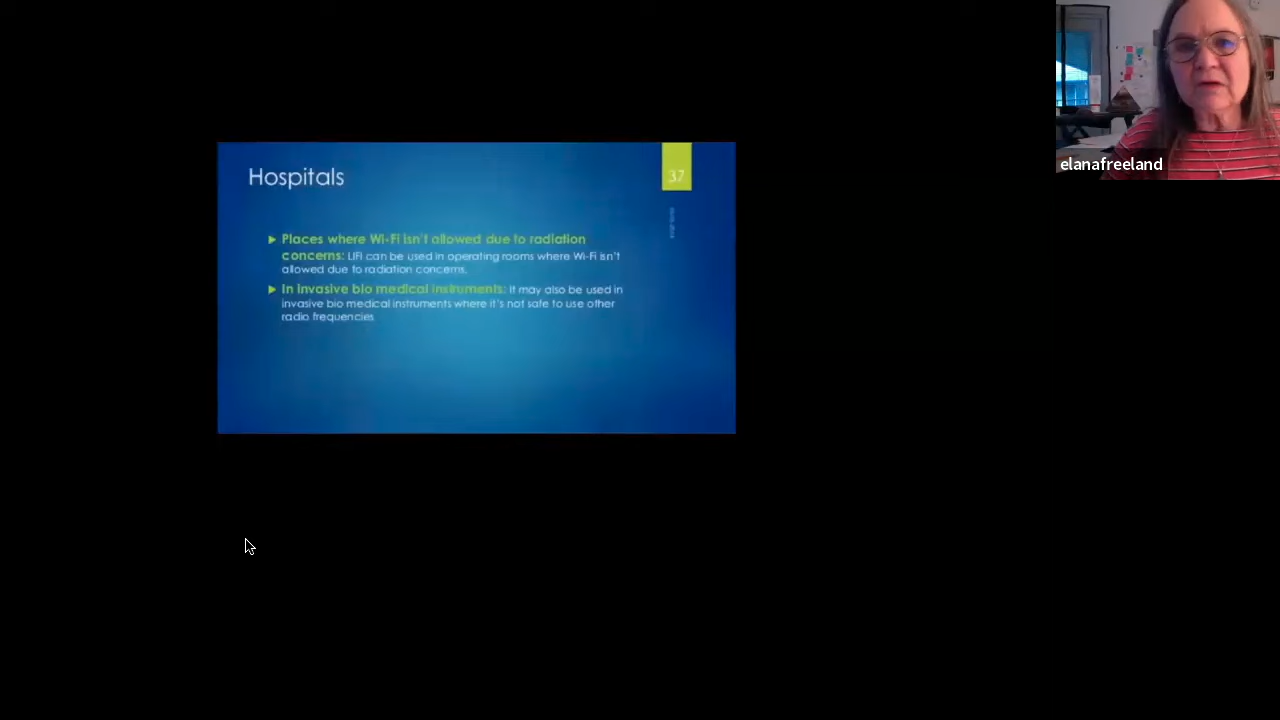 Hospitals
37
Places where Wi-Fi isn't allowed due to radiation
concerns: LIFI can be used in operating rooms where Wi-Fi isn't
allowed due to radiation concerns.
In invasive bio medical instruments: It may also be used in
invasive bio medical instruments where it's not safe to use other
radio frequencies
elanafreeland